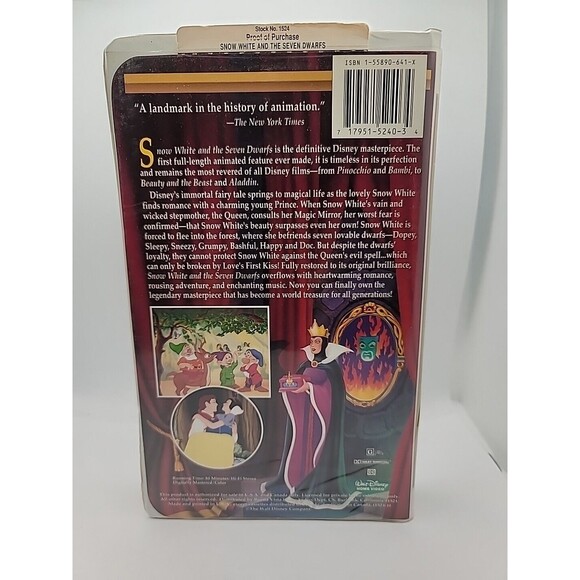 Stock No. 1524
Proof of Purchase
SNOW WHITE AND THE SEVEN DWARFS
ISBN 1-55890-641-X
7 17951-5240-3 4
“A landmark in the history of animation.”
—The New York Times
Snow White and the Seven Dwarfs is the definitive Disney masterpiece. The
first full-length animated feature ever made, it is timeless in its perfection
and remains the most revered of all Disney films—from Pinocchio and Bambi, to
Beauty and the Beast and Aladdin.
Disney's immortal fairy tale springs to magical life as the lovely Snow White
finds romance with a charming young Prince. When Snow White's vain and
wicked stepmother, the Queen, consults her Magic Mirror, her worst fear is
confirmed—that Snow White's beauty surpasses even her own! Snow White is
forced to flee into the forest, where she befriends seven lovable dwarfs—Dopey,
Sleepy, Sneezy, Grumpy, Bashful, Happy and Doc. But despite the dwarfs'
loyalty, they cannot protect Snow White against the Queen's evil spell...which
can only be broken by Love's First Kiss! Fully restored to its original brilliance,
Snow White and the Seven Dwarfs overflows with heartwarming romance,
rousing adventure, and enchanting music. Now you can finally own the
legendary masterpiece that has become a world treasure for all generations!
Digitally Mastered/Color
WALT DISNEY
HOME VIDEO
©The Walt Disney Company